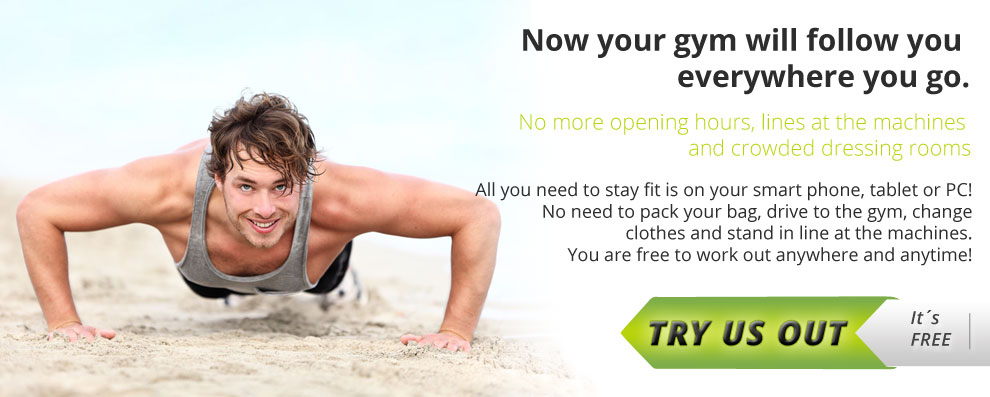 Now your gym will follow you
everywhere you go.
No more opening hours, lines at the machines
and crowded dressing rooms
All you need to stay fit is on your smart phone, tablet or PC!
No need to pack your bag, drive to the gym, change
clothes and stand in line at the machines.
You are free to work out anywhere and anytime!
TRY US OUT
It´s
FREE